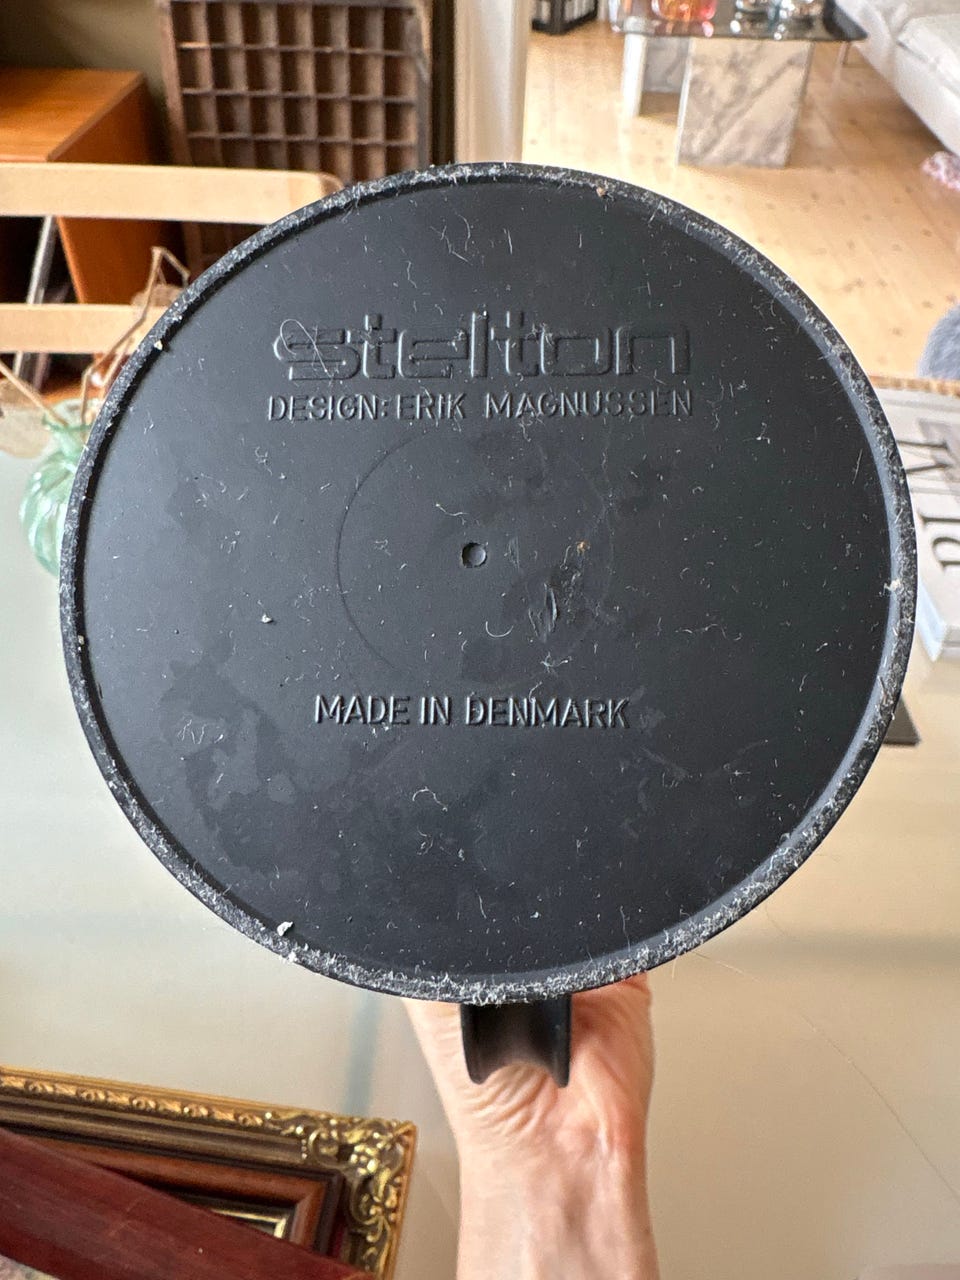 stelton
DESIGN: ERIK MAGNUSSEN
MADE IN DENMARK